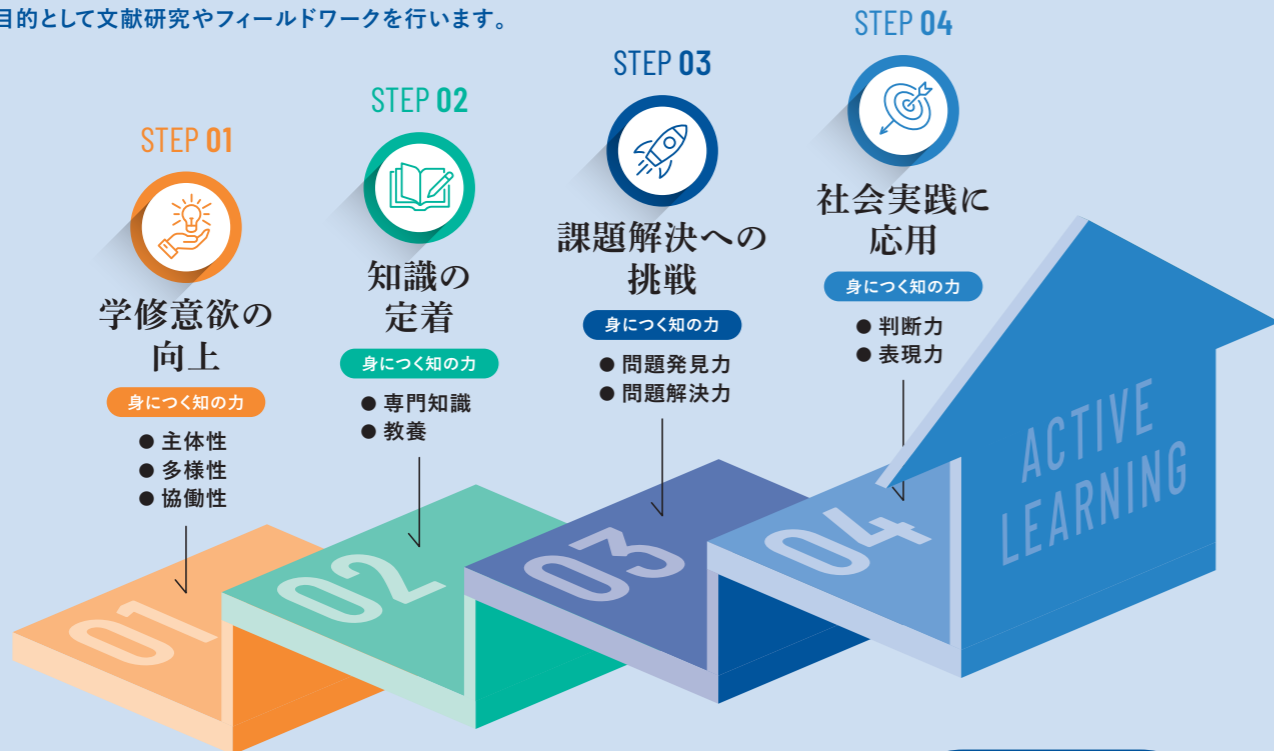 目的として文献研究やフィールドワークを行います。
STEP 01
学修意欲の
向上
身につく知の力
● 主体性
● 多様性
● 協働性
STEP 02
知識の
定着
身につく知の力
● 専門知識
● 教養
STEP 03
課題解決への
挑戦
身につく知の力
● 問題発見力
● 問題解決力
STEP 04
社会実践に
応用
身につく知の力
● 判断力
● 表現力
01
02
03
04
ACTIVE
LEARNING